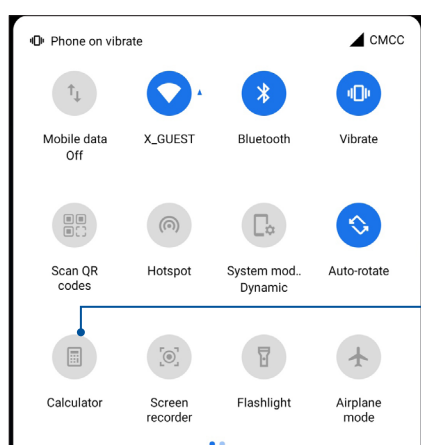 Phone on vibrate CMCC
Mobile data X_GUEST Bluetooth Vibrate
Off
Scan QR Hotspot System mod.. Auto-rotate
codes Dynamic
Calculator Screen Flashlight Airplane
recorder mode